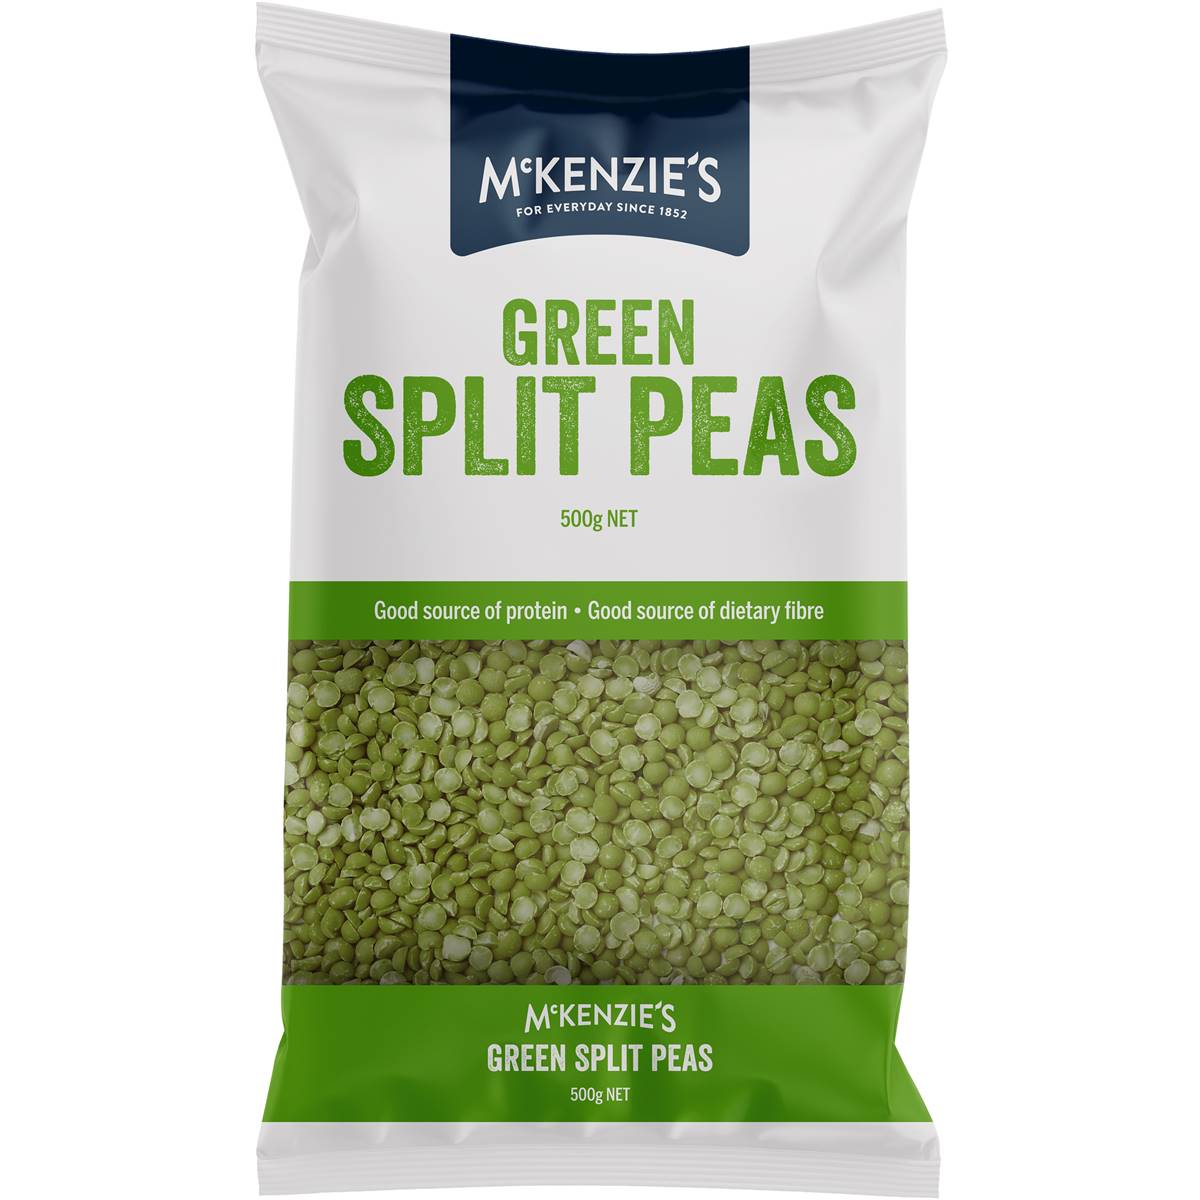 McKENZIE'S
FOR EVERYDAY SINCE 1852
GREEN
SPLIT PEAS
500g NET
Good source of protein • Good source of dietary fibre
McKENZIE'S
GREEN SPLIT PEAS
500g NET